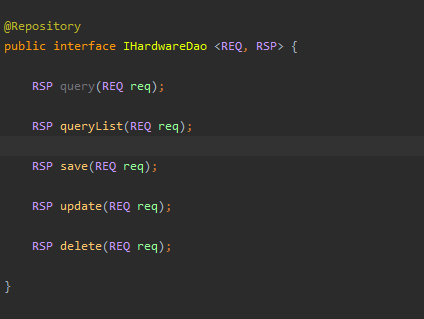 @Repository
public interface IHardwareDao <REQ, RSP> {
RSP query(REQ req);
RSP queryList(REQ req);
RSP save(REQ req);
RSP update(REQ req);
RSP delete(REQ req);
}